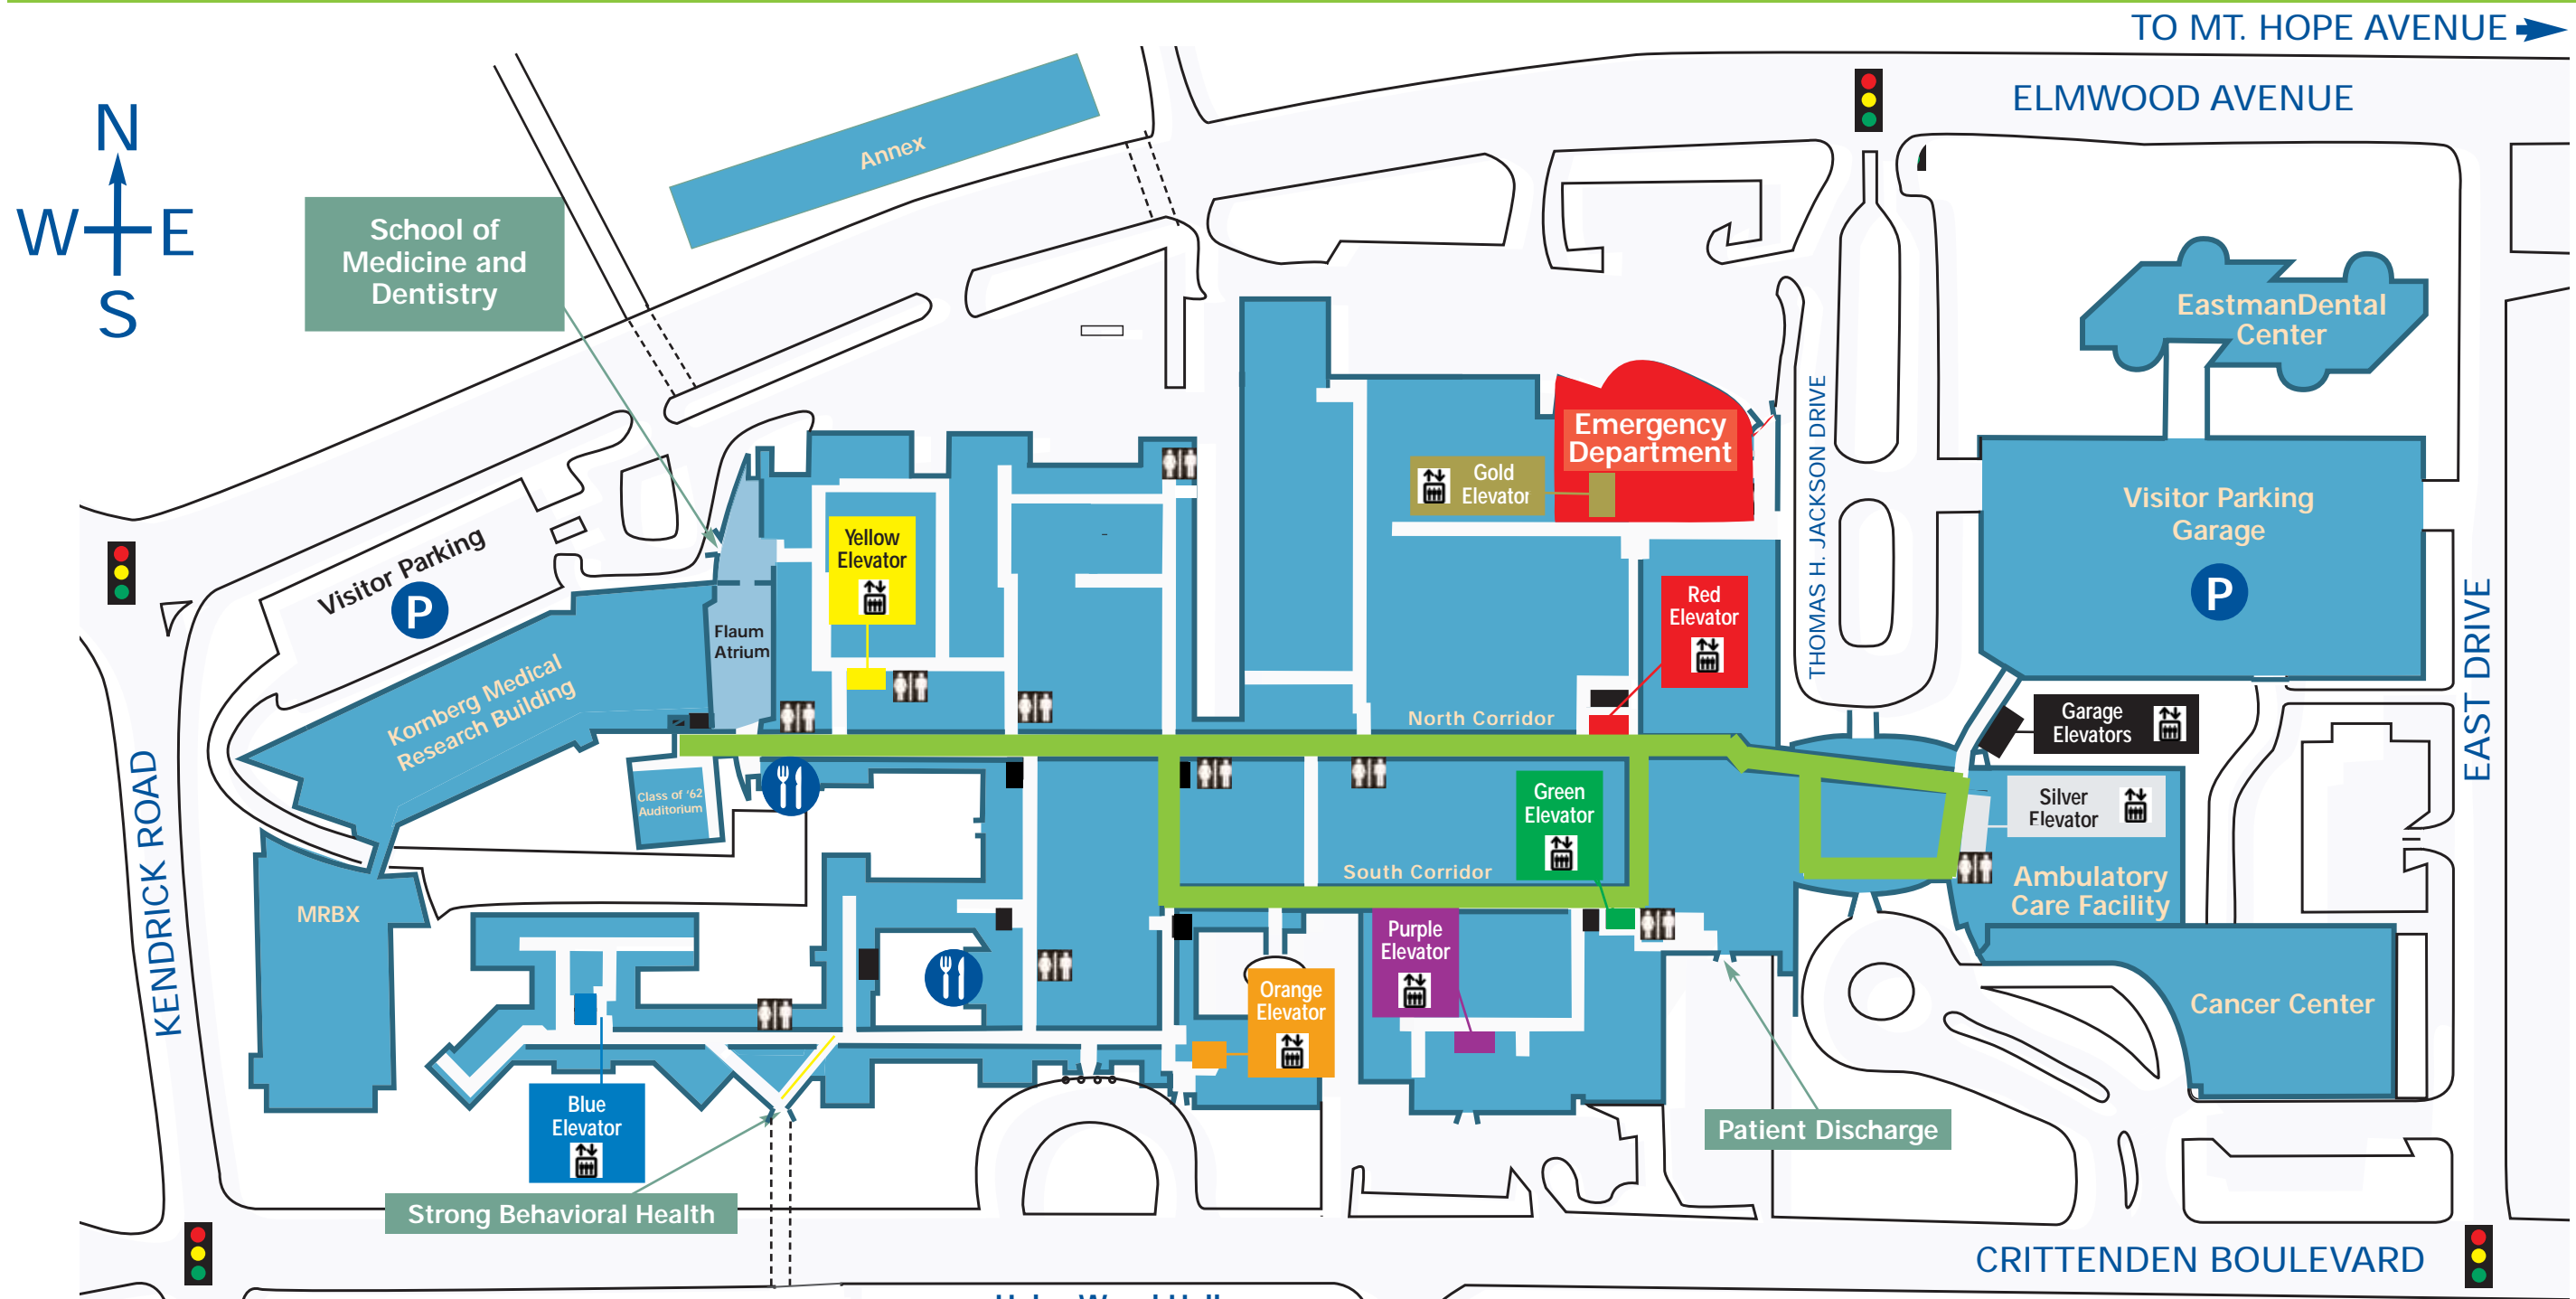 TO MT. HOPE AVENUE
ELMWOOD AVENUE
N
W
E
S
Annex
School of
Medicine and
Dentistry
EastmanDental
Center
THOMAS H. JACKSON DRIVE
Emergency
Department
Gold
Elevator
Visitor Parking
Garage
P
Visitor Parking
P
Yellow
Elevator
Red
Elevator
EAST DRIVE
Flaum
Atrium
Kornberg Medical
Research Building
North Corridor
Garage
Elevators
KENDRICK ROAD
Class of '62
Auditorium
Green
Elevator
Silver
Elevator
South Corridor
Ambulatory
Care Facility
MRBX
Purple
Elevator
Orange
Elevator
Cancer Center
Blue
Elevator
Patient Discharge
Strong Behavioral Health
CRITTENDEN BOULEVARD